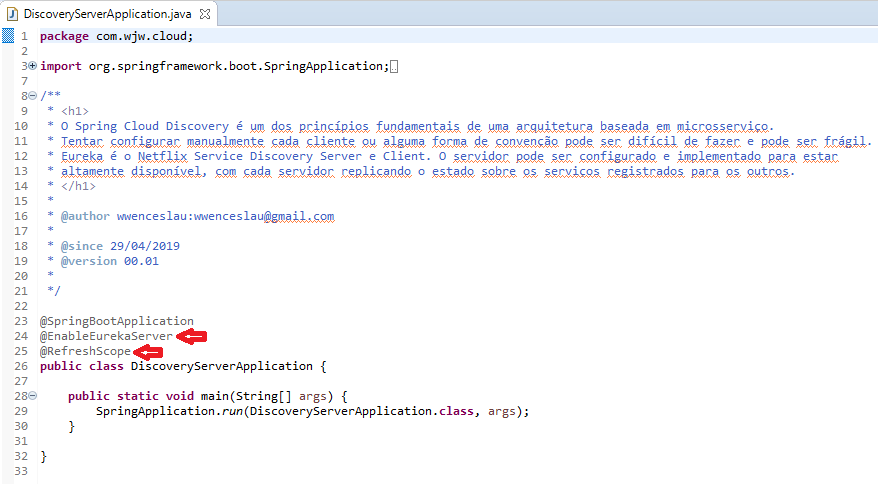 DiscoveryServerApplication.java
1 package com.wjw.cloud;
2
3 import org.springframework.boot.SpringApplication;
7
8 /**
9 * <h1>
10 * O Spring Cloud Discovery é um dos princípios fundamentais de uma arquitetura baseada em microsserviço.
11 * Tentar configurar manualmente cada cliente ou alguma forma de convenção pode ser difícil de fazer e pode ser frágil.
12 * Eureka é o Netflix Service Discovery Server e Client. O servidor pode ser configurado e implementado para estar
13 * altamente disponível, com cada servidor replicando o estado sobre os servicos registrados para os outros.
14 * </h1>
15 *
16 * @author wwenceslau:wwenceslau@gmail.com
17 *
18 * @since 29/04/2019
19 * @version 00.01
20 *
21 */
22
23 @SpringBootApplication
24 @EnableEurekaServer
25 @RefreshScope
26 public class DiscoveryServerApplication {
27
28 public static void main(String[] args) {
29 SpringApplication.run(DiscoveryServerApplication.class, args);
30 }
31
32 }
33